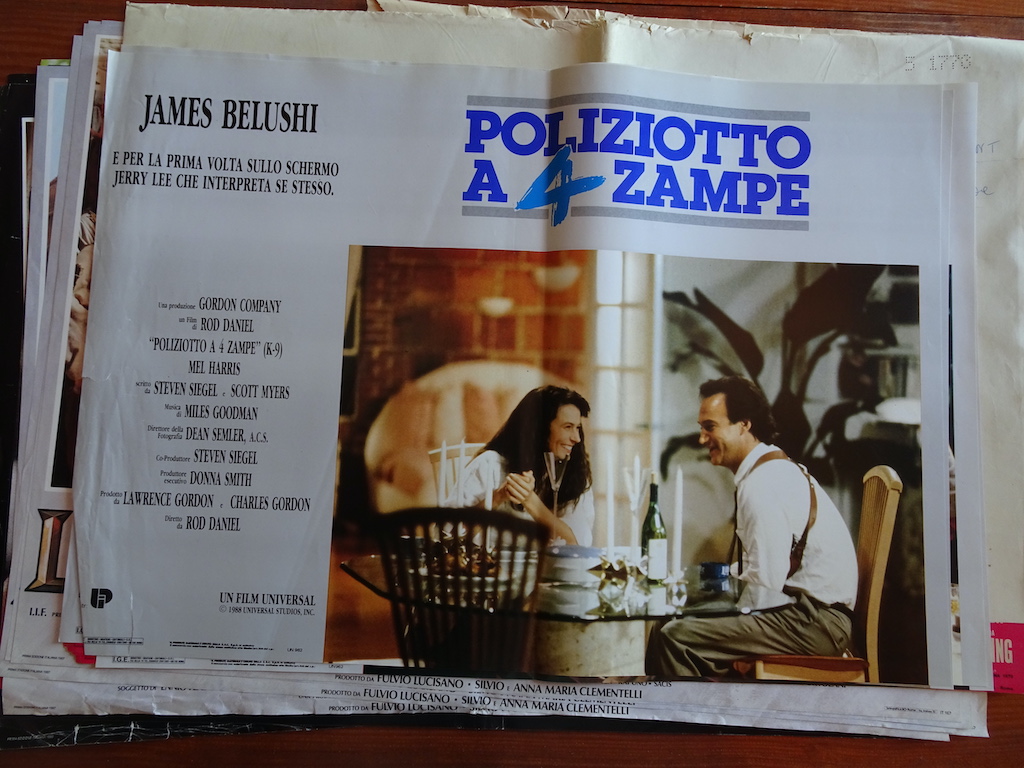 5 1770
JAMES BELUSHI
E PER LA PRIMA VOLTA SULLO SCHERMO
JERRY LEE CHE INTERPRETA SE STESSO.
POLIZIOTTO
A 4 ZAMPE
Una produzione GORDON COMPANY
un Film di ROD DANIEL
“POLIZIOTTO A 4 ZAMPE” (K-9)
MEL HARRIS
scritto da STEVEN SIEGEL e SCOTT MYERS
Musica di MILES GOODMAN
Direttore della Fotografia DEAN SEMLER, A.C.S.
Co-Produttore STEVEN SIEGEL
Produttore esecutivo DONNA SMITH
Prodotto da LAWRENCE GORDON e CHARLES GORDON
Diretto da ROD DANIEL
UN FILM UNIVERSAL
© 1988 UNIVERSAL STUDIOS, INC.
I.I.F.
NG
PRODOTTO DA FULVIO LUCISANO • SILVIO E ANNA MARIA CLEMENTELLI
SOGGETTO DI
PRODOTTO DA FULVIO LUCISANO • SILVIO E ANNA MARIA CLEMENTELLI
PRODOTTO DA FULVIO LUCISANO • SILVIO E ANNA MARIA CLEMENTELLI